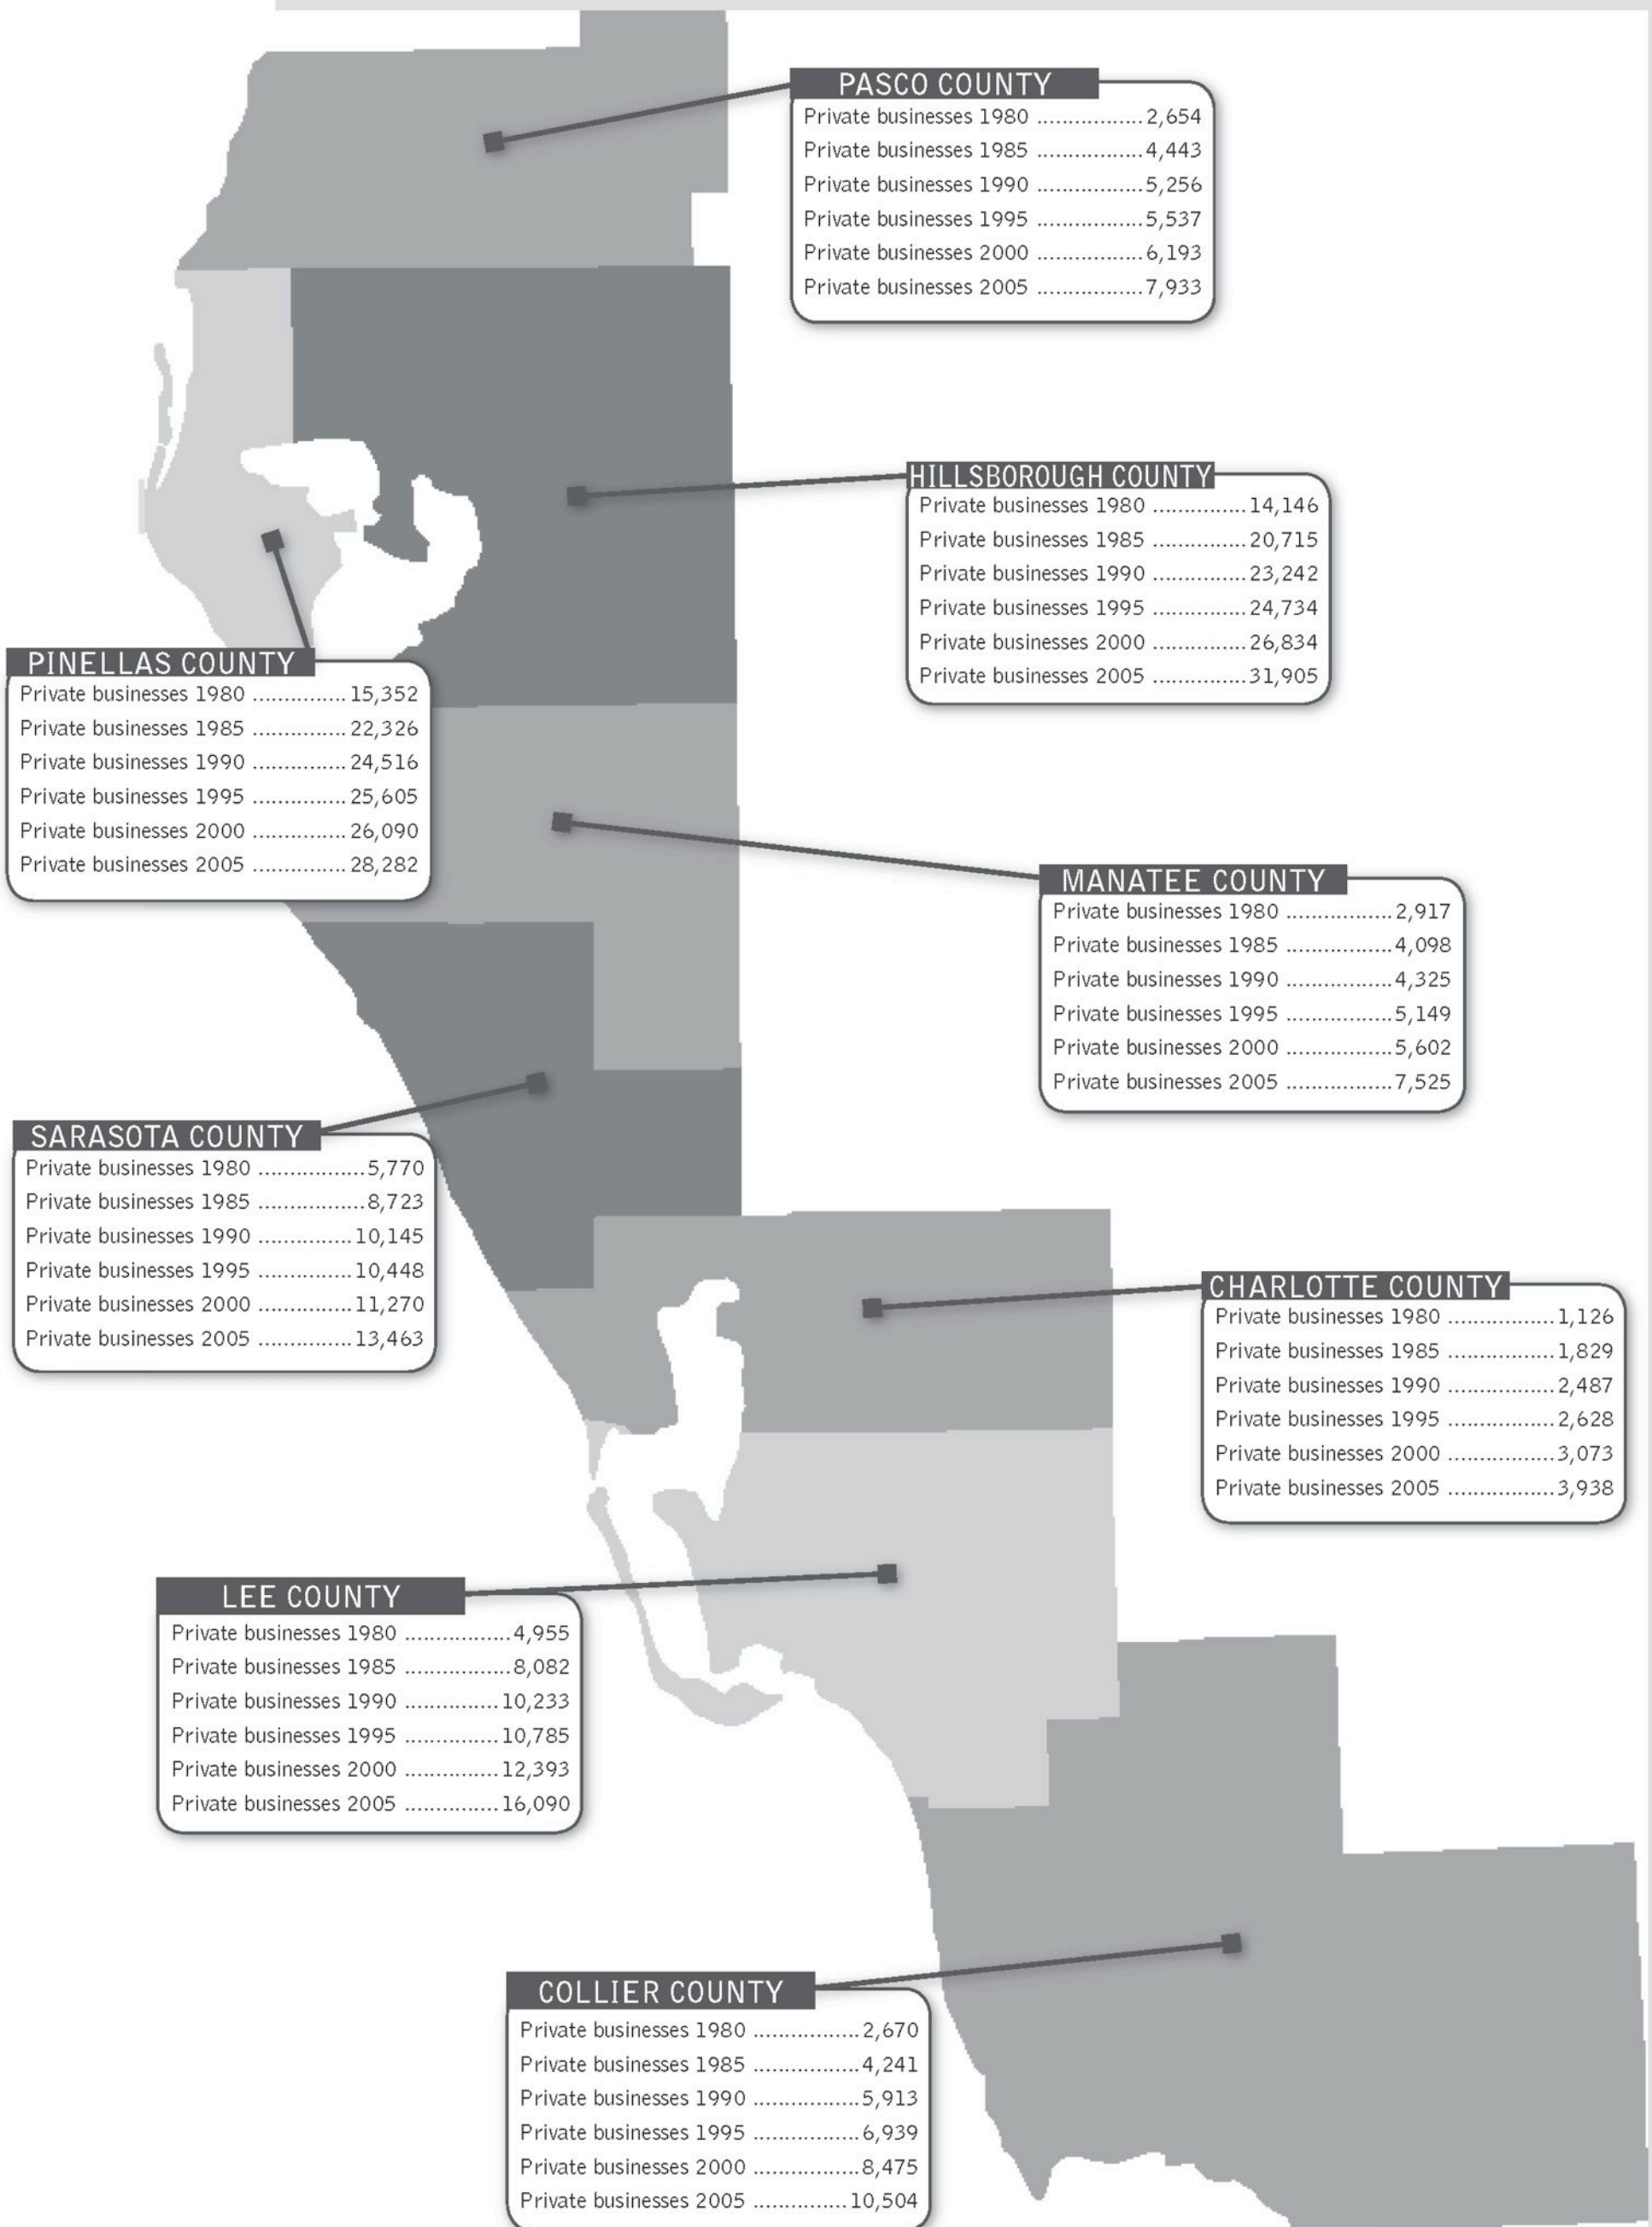 PASCO COUNTY
Private businesses 1980 .................2,654
Private businesses 1985 .................4,443
Private businesses 1990 .................5,256
Private businesses 1995 .................5,537
Private businesses 2000 .................6,193
Private businesses 2005 .................7,933
HILLSBOROUGH COUNTY
Private businesses 1980 ...............14,146
Private businesses 1985 ...............20,715
Private businesses 1990 ...............23,242
Private businesses 1995 ...............24,734
Private businesses 2000 ...............26,834
Private businesses 2005 ...............31,905
PINELLAS COUNTY
Private businesses 1980 ...............15,352
Private businesses 1985 ...............22,326
Private businesses 1990 ...............24,516
Private businesses 1995 ...............25,605
Private businesses 2000 ...............26,090
Private businesses 2005 ...............28,282
MANATEE COUNTY
Private businesses 1980 .................2,917
Private businesses 1985 .................4,098
Private businesses 1990 .................4,325
Private businesses 1995 .................5,149
Private businesses 2000 .................5,602
Private businesses 2005 .................7,525
SARASOTA COUNTY
Private businesses 1980 .................5,770
Private businesses 1985 .................8,723
Private businesses 1990 ...............10,145
Private businesses 1995 ...............10,448
Private businesses 2000 ...............11,270
Private businesses 2005 ...............13,463
CHARLOTTE COUNTY
Private businesses 1980 .................1,126
Private businesses 1985 .................1,829
Private businesses 1990 .................2,487
Private businesses 1995 .................2,628
Private businesses 2000 .................3,073
Private businesses 2005 .................3,938
LEE COUNTY
Private businesses 1980 .................4,955
Private businesses 1985 .................8,082
Private businesses 1990 ...............10,233
Private businesses 1995 ...............10,785
Private businesses 2000 ...............12,393
Private businesses 2005 ...............16,090
COLLIER COUNTY
Private businesses 1980 .................2,670
Private businesses 1985 .................4,241
Private businesses 1990 .................5,913
Private businesses 1995 .................6,939
Private businesses 2000 .................8,475
Private businesses 2005 ...............10,504